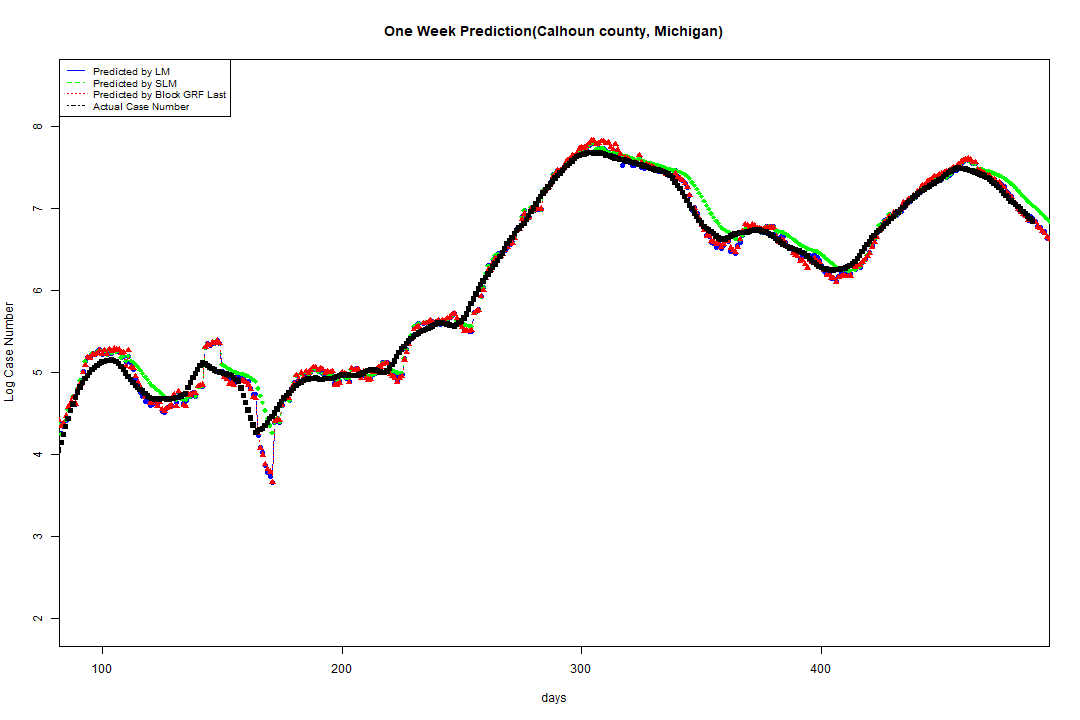 One Week Prediction(Calhoun county, Michigan)
Predicted by LM
Predicted by SLM
Predicted by Block GRF Last
Actual Case Number
Log Case Number
8
7
6
5
4
3
2
100 200 300 400
days